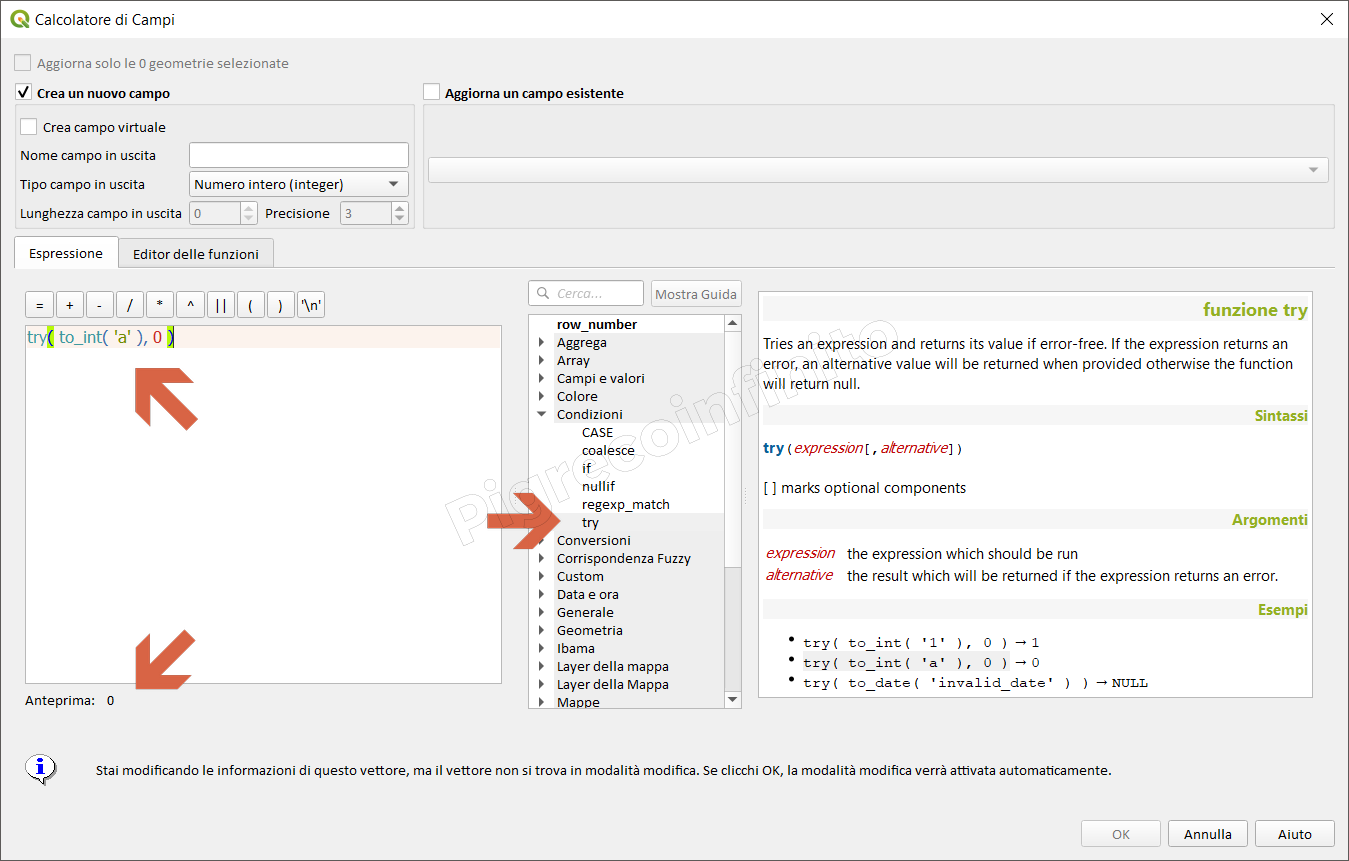 Calcolatore di Campi
Aggiorna solo le 0 geometrie selezionate
Crea un nuovo campo
Aggiorna un campo esistente
Crea campo virtuale
Nome campo in uscita
Tipo campo in uscita
Numero intero (integer)
Lunghezza campo in uscita
0
Precisione
3
Espressione
Editor delle funzioni
= + - / * ^ || ( ) '\n'
try( to_int( 'a' ), 0 )
Anteprima: 0
Cerca...
Mostra Guida
row_number
Aggrega
Array
Campi e valori
Colore
Condizioni
CASE
coalesce
if
nullif
regexp_match
try
Conversioni
Corrispondenza Fuzzy
Custom
Data e ora
Generale
Geometria
Ibama
Layer della mappa
Layer della Mappa
Mappe
funzione try
Tries an expression and returns its value if error-free. If the expression returns an
error, an alternative value will be returned when provided otherwise the function
will return null.
Sintassi
try(expression[,alternative])
[ ] marks optional components
Argomenti
expression the expression which should be run
alternative the result which will be returned if the expression returns an error.
Esempi
• try( to_int( '1' ), 0 ) → 1
• try( to_int( 'a' ), 0 ) → 0
• try( to_date( 'invalid_date' ) ) → NULL
Pigrecoinfinito
Stai modificando le informazioni di questo vettore, ma il vettore non si trova in modalità modifica. Se clicchi OK, la modalità modifica verrà attivata automaticamente.
OK
Annulla
Aiuto